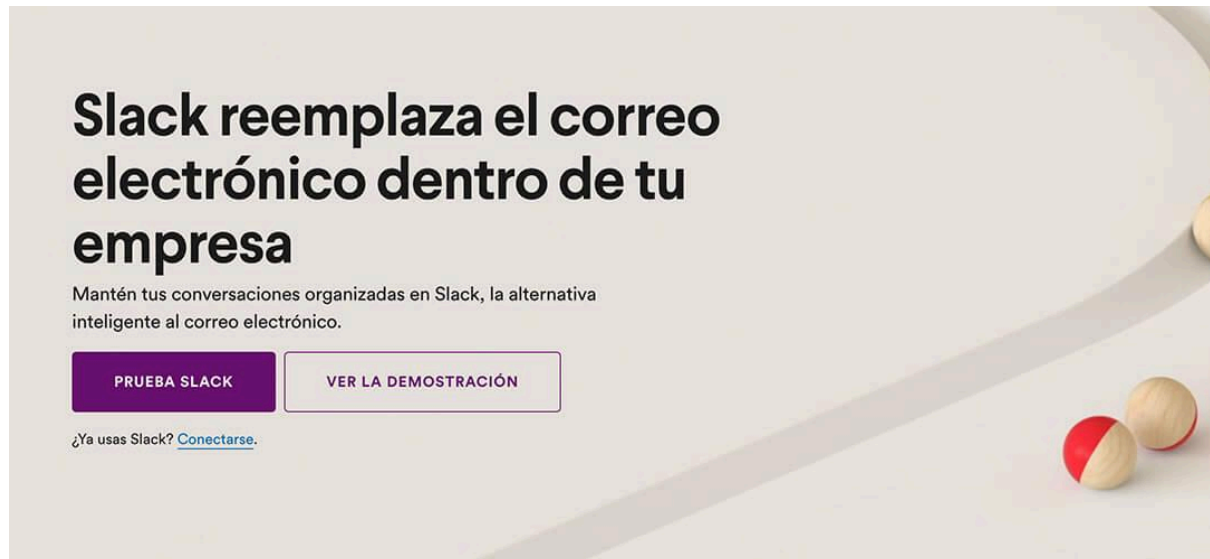 Slack reemplaza el correo
electrónico dentro de tu
empresa
Mantén tus conversaciones organizadas en Slack, la alternativa
inteligente al correo electrónico.
PRUEBA SLACK
VER LA DEMOSTRACIÓN
¿Ya usas Slack? Conectarse.